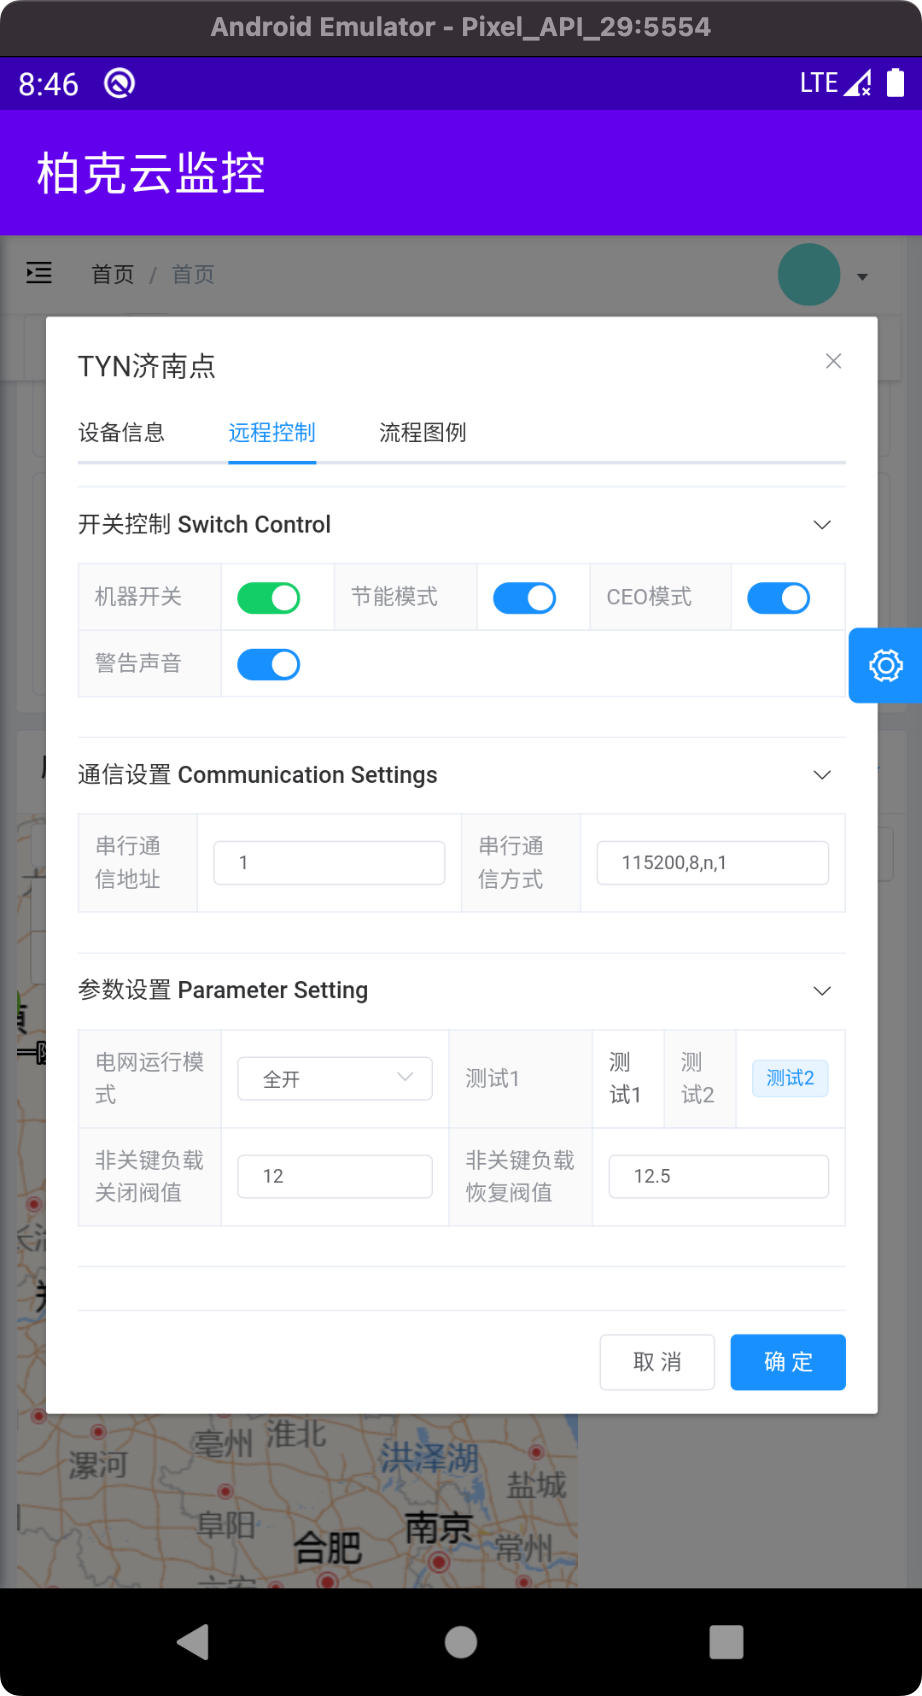 Android Emulator - Pixel_API_29:5554
8:46
LTE
柏克云监控
首页 / 首页
TYN济南点
设备信息
远程控制
流程图例
开关控制 Switch Control
机器开关
节能模式
CEO模式
警告声音
通信设置 Communication Settings
串行通
信地址
1
串行通
信方式
115200,8,n,1
参数设置 Parameter Setting
电网运行模
式
全开
测试1
测
试1
测
试2
测试2
非关键负载
关闭阀值
12
非关键负载
恢复阀值
12.5
取 消
确 定
亳州
淮北
漯河
洪泽湖
盐城
阜阳
南京
合肥
常州
六安